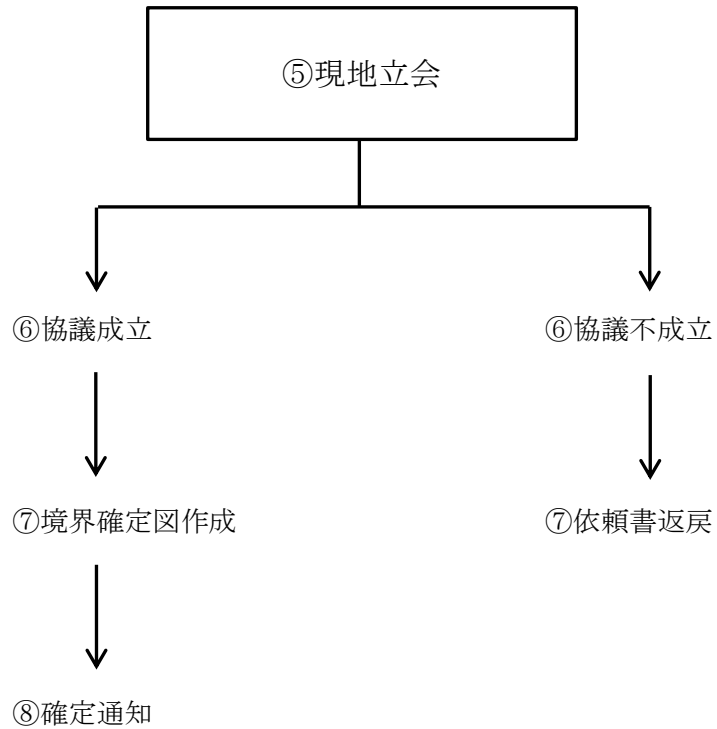 ⑤現地立会
⑥協議成立
⑥協議不成立
⑦境界確定図作成
⑦依頼書返戻
⑧確定通知